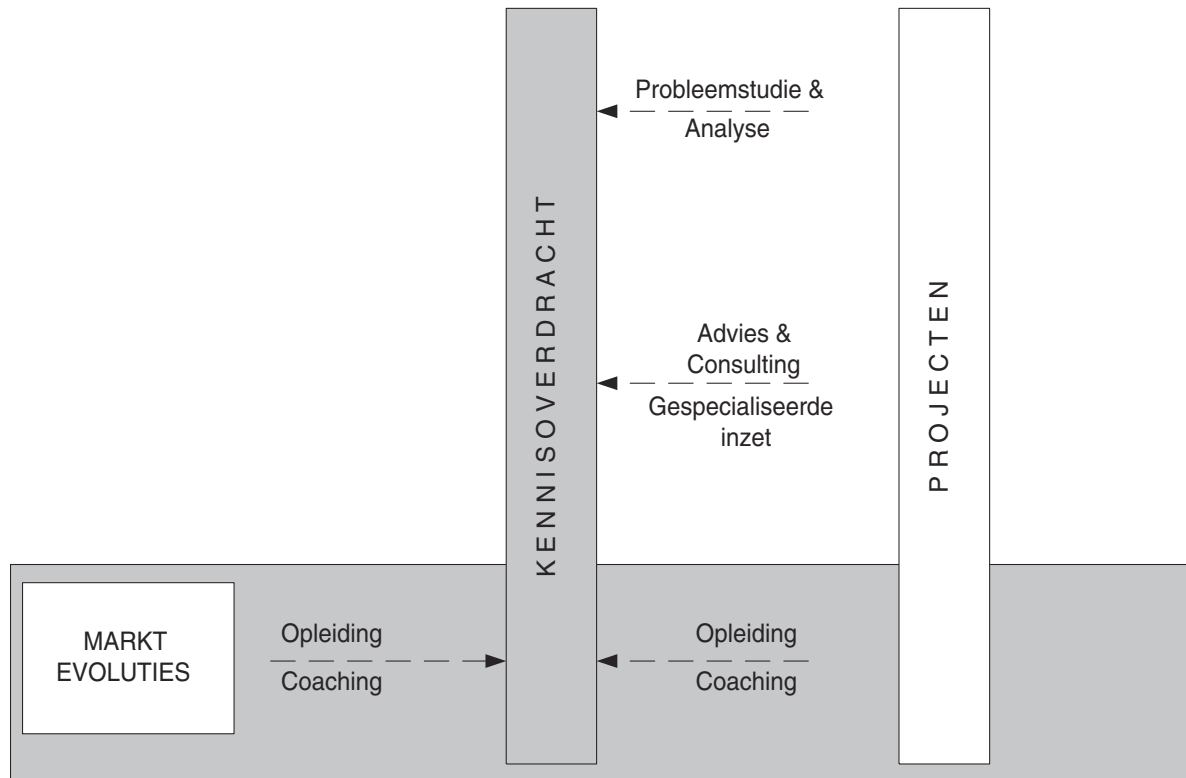 Probleemstudie &
Analyse
KENNISOVERDRACHT
Advies &
Consulting
Gespecialiseerde
inzet
PROJECTEN
MARKT
EVOLUTIES
Opleiding
Coaching
Opleiding
Coaching